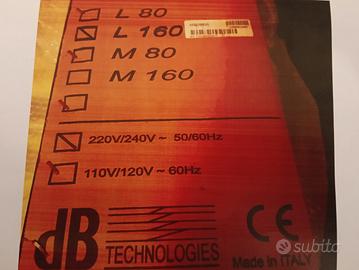 L 80
L 160
M 80
M 160
220V/240V ~ 50/60Hz
110V/120V ~ 60Hz
dB
TECHNOLOGIES
CE
Made in ITALY
subito